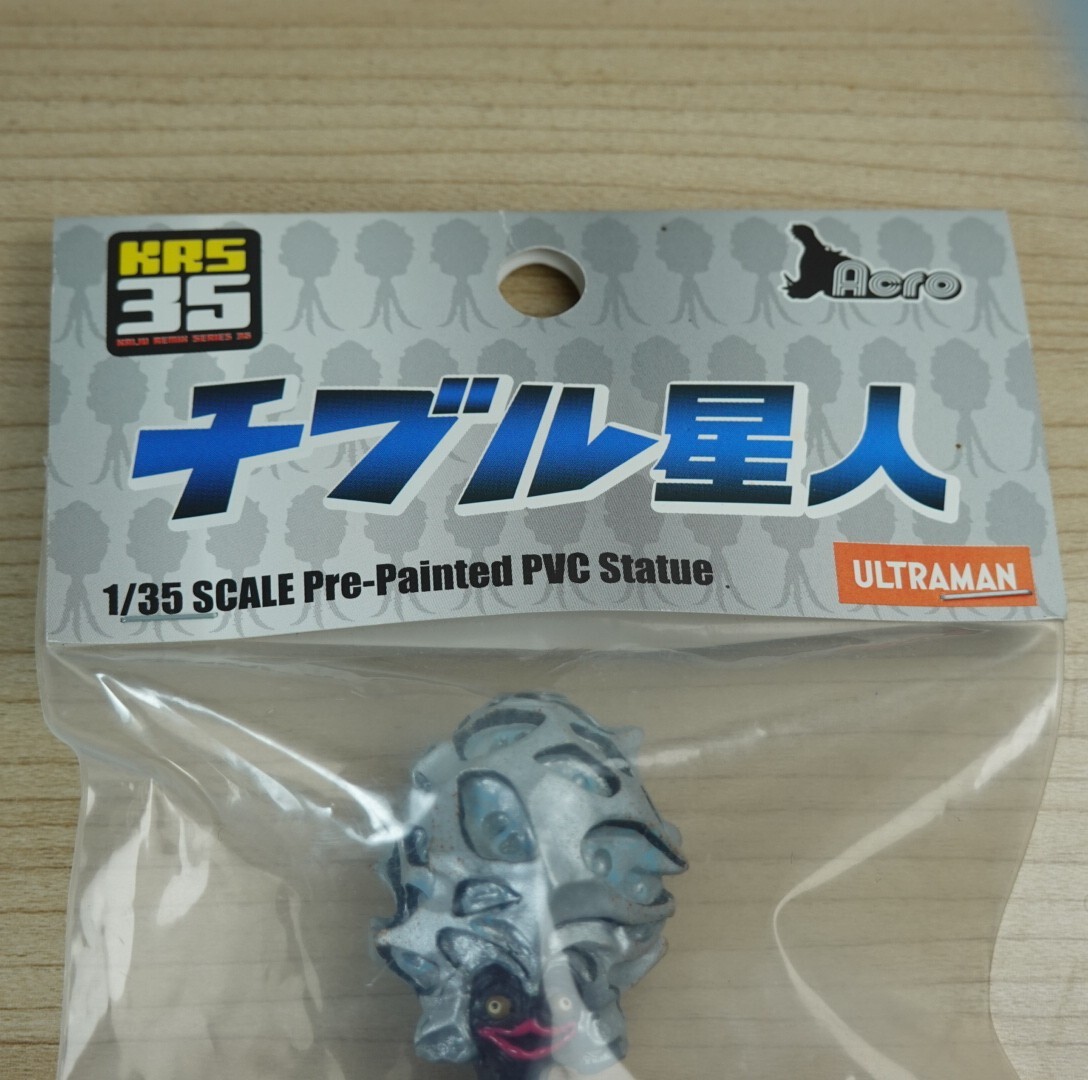 KRS
35
KAIJU REMIX SERIES 35
Acro
チブル星人
1/35 SCALE Pre-Painted PVC Statue
ULTRAMAN